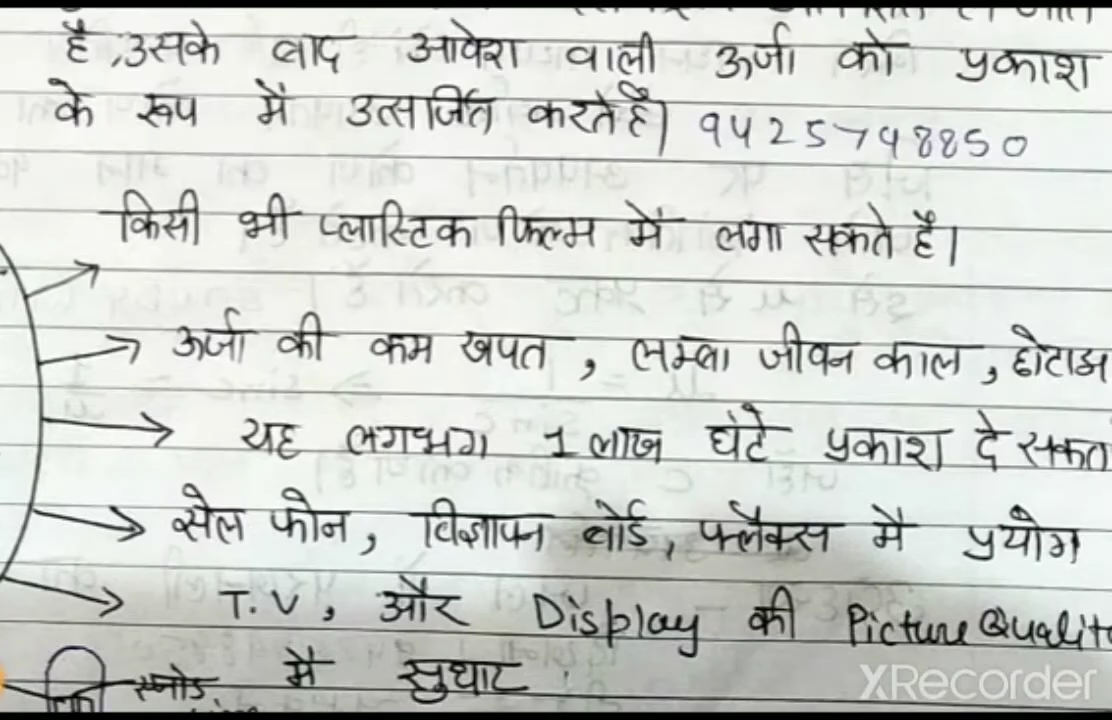 है,उसके बाद आवेश वाली ऊर्जा को प्रकाश
के रूप में उत्सर्जित करते है। 9425748850
किसी भी प्लास्टिक फिल्म में लगा सकते है।
ऊर्जा की कम खपत, लम्बा जीवन काल, छोटा
यह लगभग 1 लाख घंटे प्रकाश दे सकता
सेल फोन, विज्ञापन बोर्ड, फ्लैक्स मै प्रयोग
T.V, और Display की Picture Qualit
मे सुधार
XRecorder